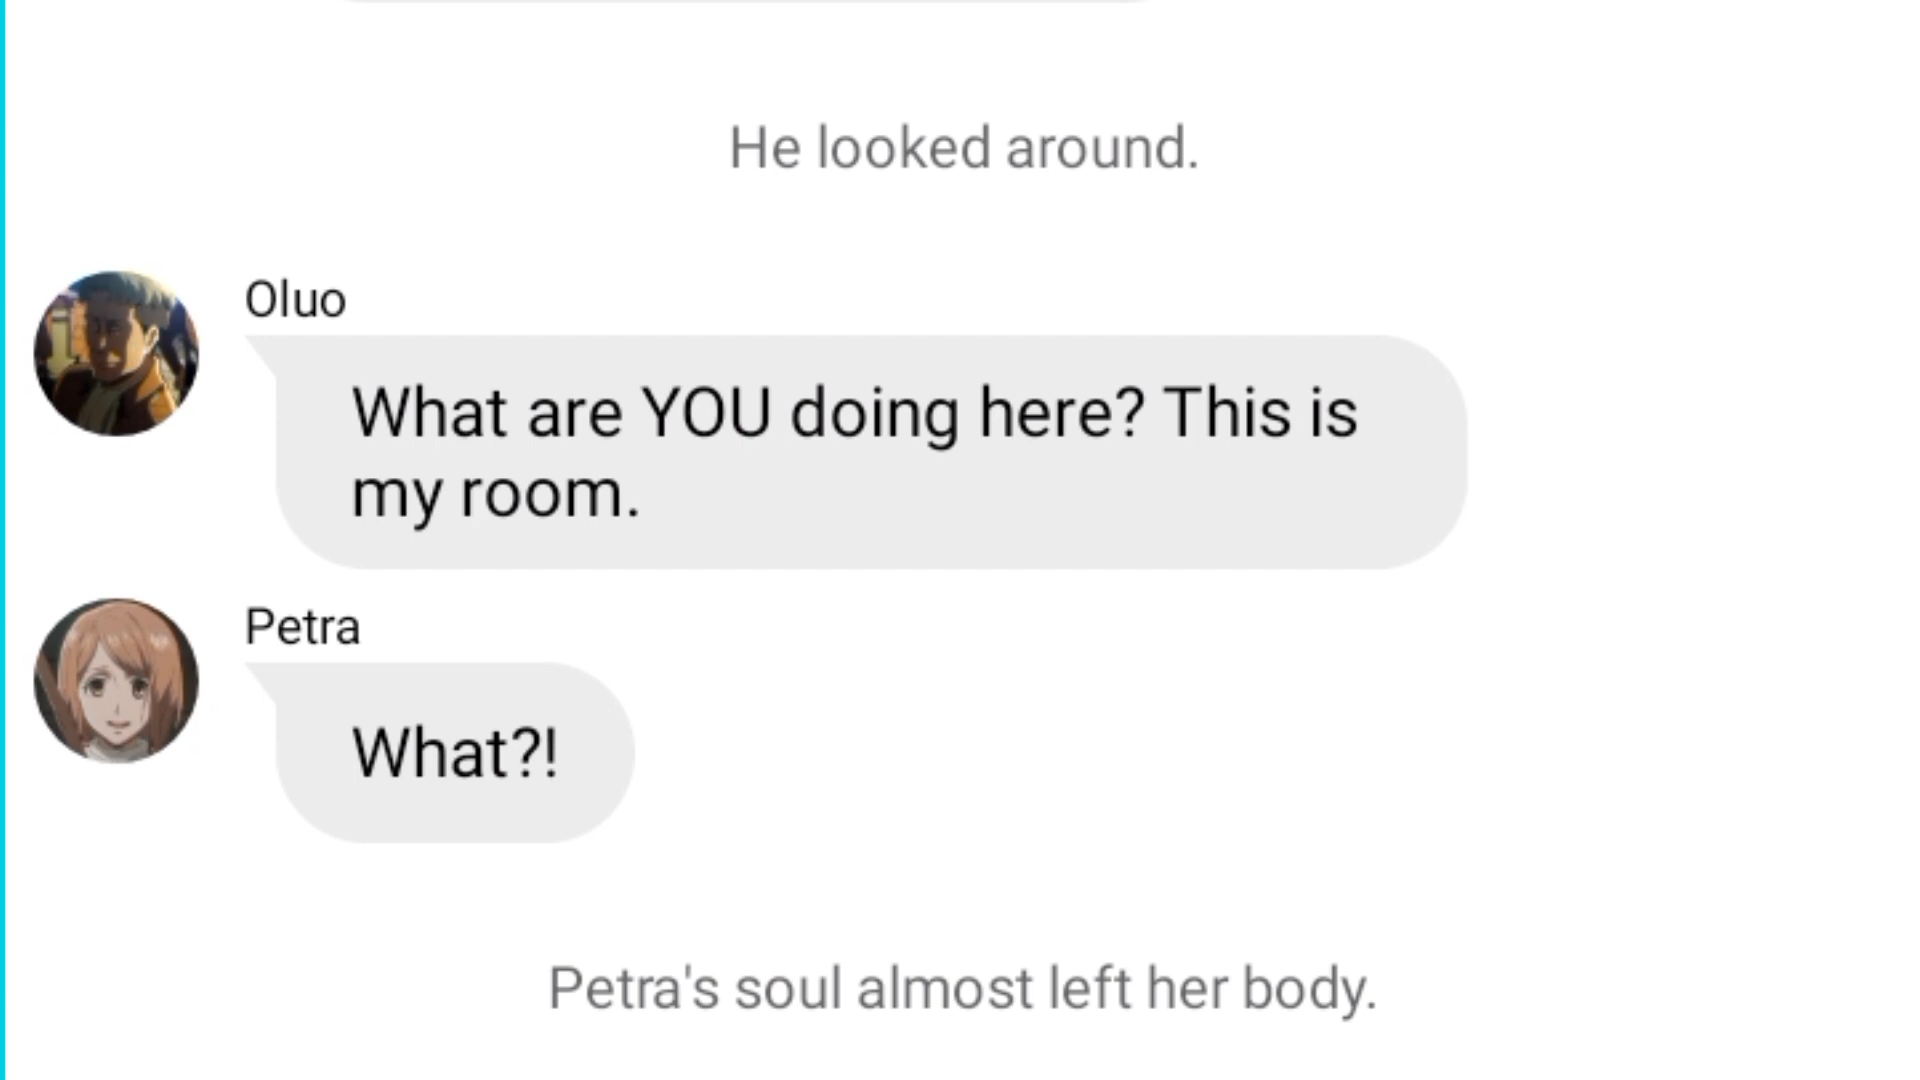 He looked around.
Oluo
What are YOU doing here? This is
my room.
Petra
What?!
Petra's soul almost left her body.